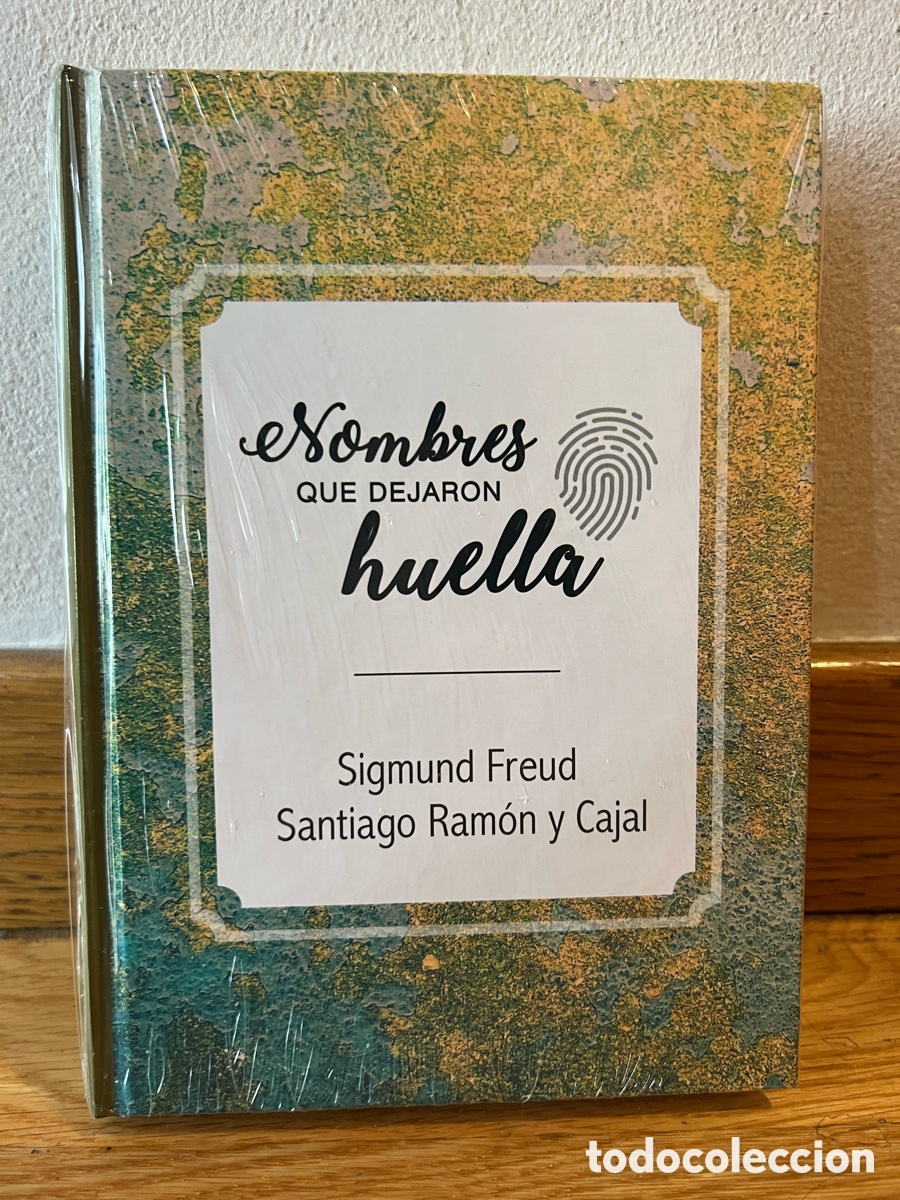 Nombres
QUE DEJARON
huella
Sigmund Freud
Santiago Ramón y Cajal
todocoleccion